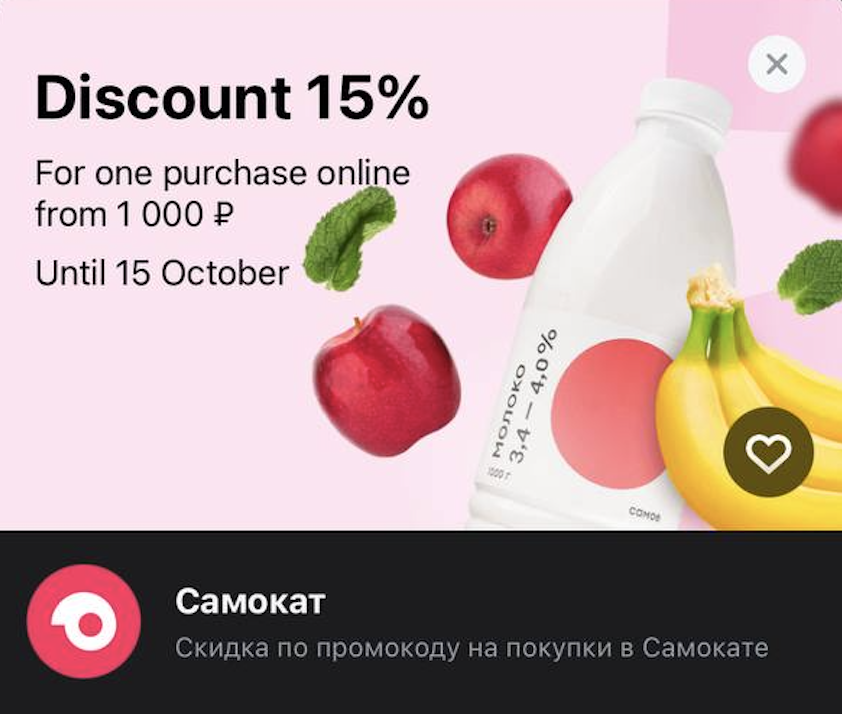 Discount 15%
For one purchase online
from 1 000 ₽
Until 15 October
МОЛОКО
3,4 — 4,0%
1000 г
Самокат
Скидка по промокоду на покупки в Самокате